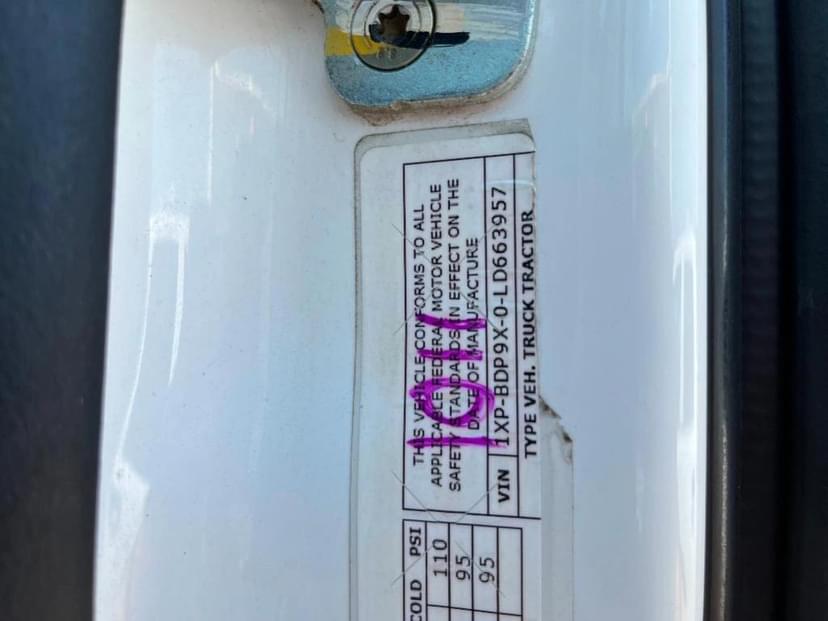 THIS VEHICLE CONFORMS TO ALL
APPLICABLE FEDERAL MOTOR VEHICLE
SAFETY STANDARDS IN EFFECT ON THE
DATE OF MANUFACTURE
VIN 1XP-BDP9X-0-LD663957
TYPE VEH. TRUCK TRACTOR
COLD PSI
110
95
95